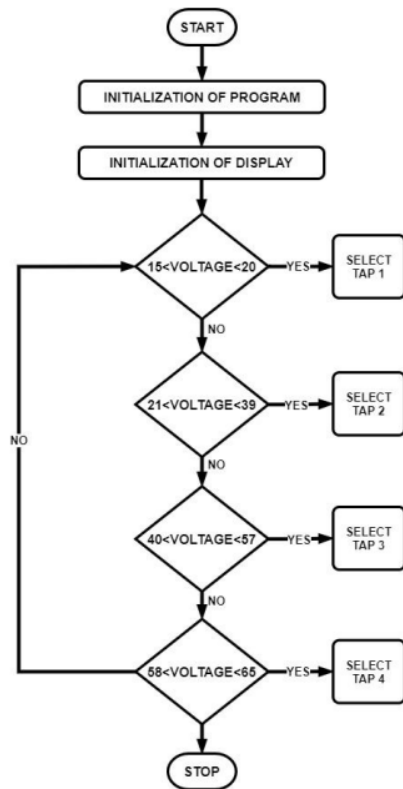 START
INITIALIZATION OF PROGRAM
INITIALIZATION OF DISPLAY
15<VOLTAGE<20
YES
SELECT
TAP 1
NO
21<VOLTAGE<39
YES
SELECT
TAP 2
NO
NO
40<VOLTAGE<57
YES
SELECT
TAP 3
NO
58<VOLTAGE<65
YES
SELECT
TAP 4
STOP